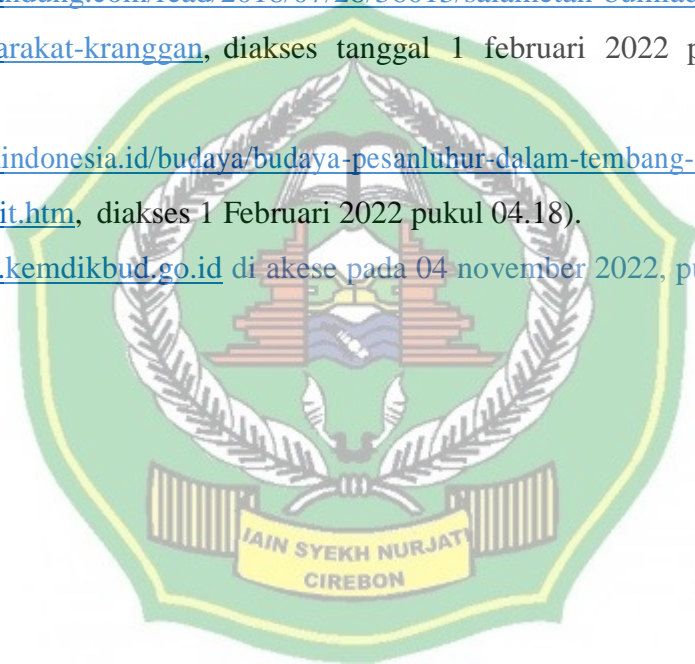 arakat-kranggan, diakses tanggal 1 februari 2022 p
indonesia.id/budaya/budaya-pesanluhur-dalam-tembang-
it.htm, diakses 1 Februari 2022 pukul 04.18).
.kemdikbud.go.id di akese pada 04 november 2022, pu
IAIN SYEKH NURJATI
CIREBON